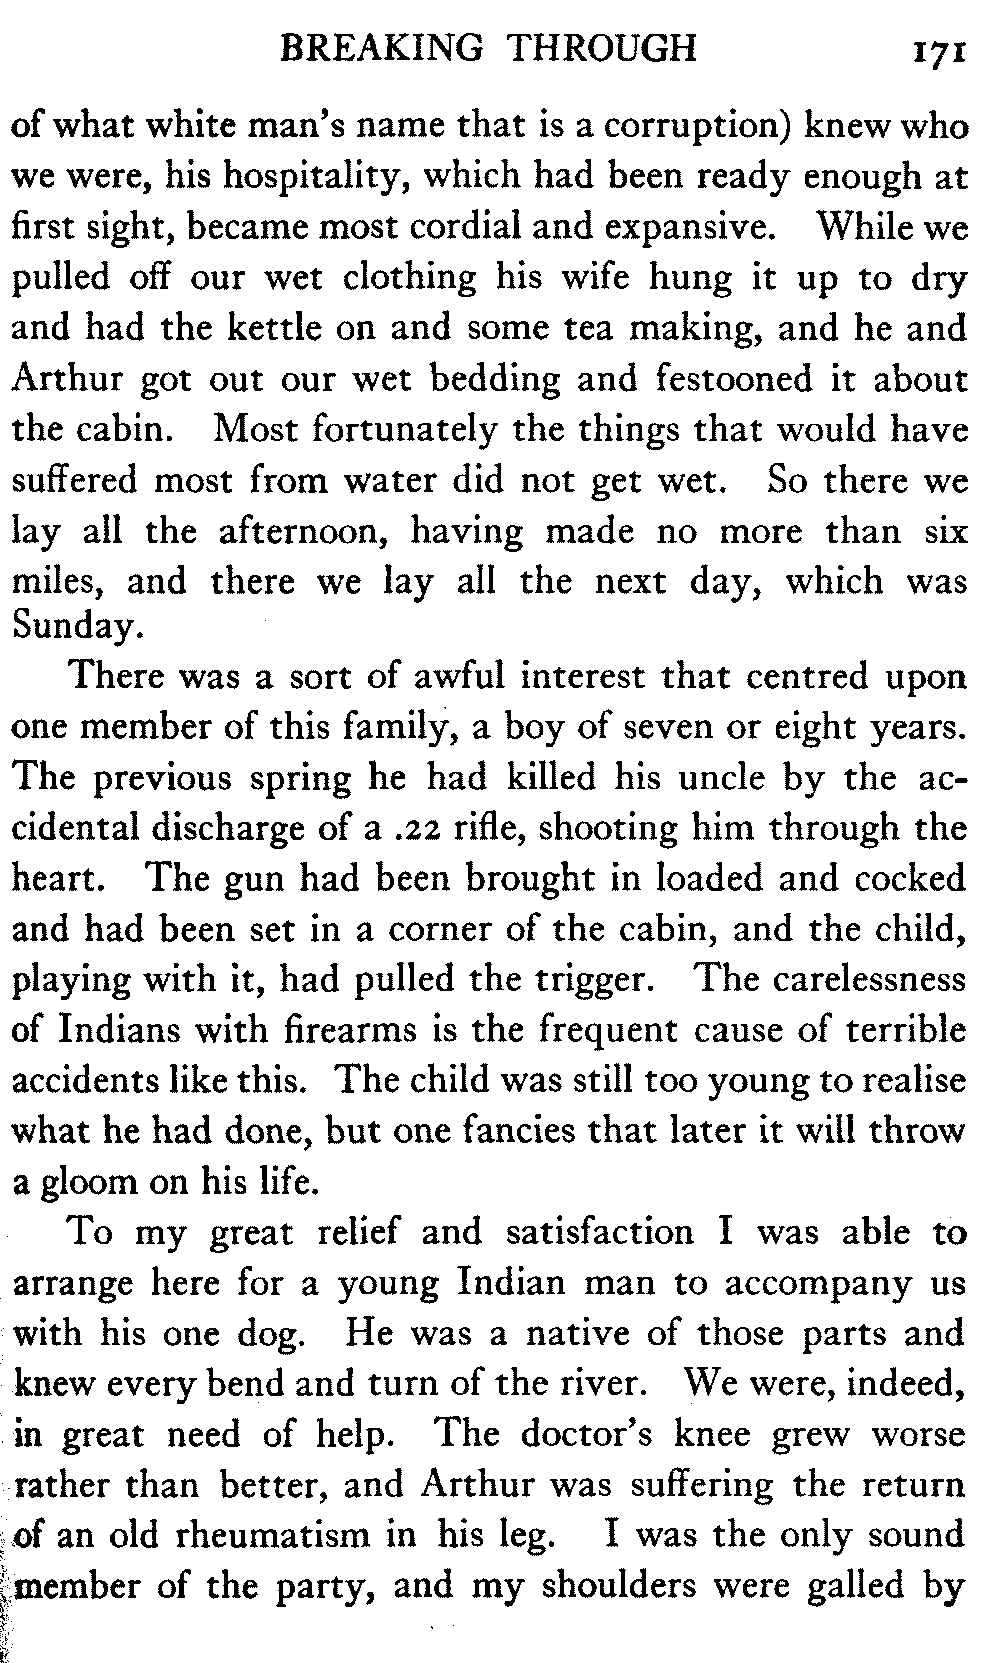 BREAKING THROUGH 171
of what white man's name that is a corruption) knew who
we were, his hospitality, which had been ready enough at
first sight, became most cordial and expansive. While we
pulled off our wet clothing his wife hung it up to dry
and had the kettle on and some tea making, and he and
Arthur got out our wet bedding and festooned it about
the cabin. Most fortunately the things that would have
suffered most from water did not get wet. So there we
lay all the afternoon, having made no more than six
miles, and there we lay all the next day, which was
Sunday.
There was a sort of awful interest that centred upon
one member of this family, a boy of seven or eight years.
The previous spring he had killed his uncle by the ac-
cidental discharge of a .22 rifle, shooting him through the
heart. The gun had been brought in loaded and cocked
and had been set in a corner of the cabin, and the child,
playing with it, had pulled the trigger. The carelessness
of Indians with firearms is the frequent cause of terrible
accidents like this. The child was still too young to realise
what he had done, but one fancies that later it will throw
a gloom on his life.
To my great relief and satisfaction I was able to
arrange here for a young Indian man to accompany us
with his one dog. He was a native of those parts and
knew every bend and turn of the river. We were, indeed,
in great need of help. The doctor's knee grew worse
rather than better, and Arthur was suffering the return
of an old rheumatism in his leg. I was the only sound
member of the party, and my shoulders were galled by